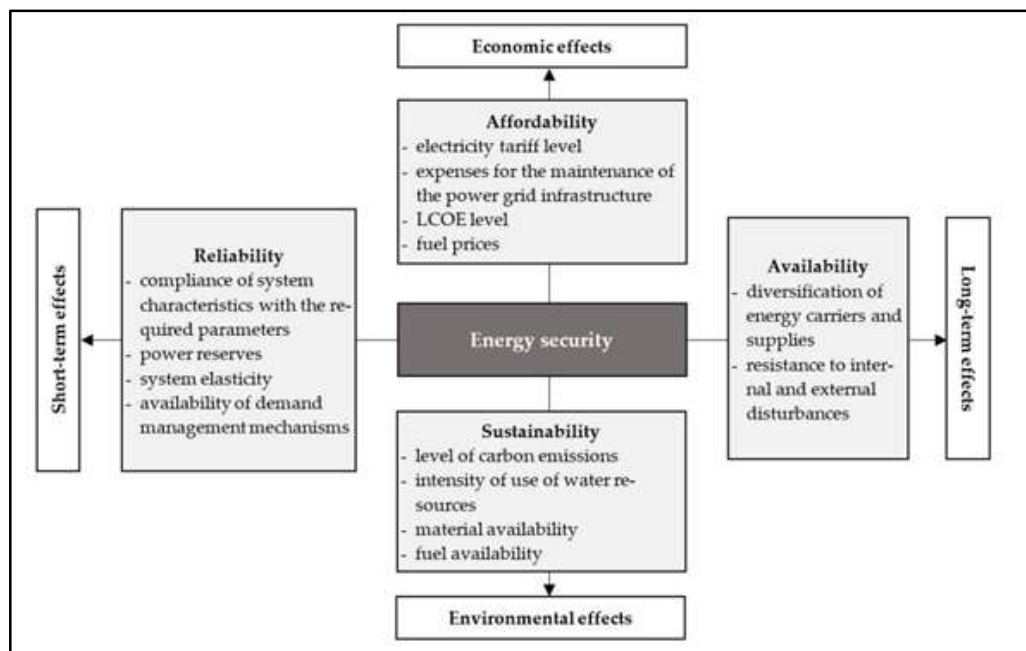 Economic effects
Affordability
- electricity tariff level
- expenses for the maintenance of
the power grid infrastructure
- LCOE level
- fuel prices
Short-term effects
Reliability
- compliance of system
characteristics with the re-
quired parameters
- power reserves
- system elasticity
- availability of demand
management mechanisms
Energy security
Availability
- diversification of
energy carriers and
supplies
- resistance to inter-
nal and external
disturbances
Long-term effects
Sustainability
- level of carbon emissions
- intensity of use of water re-
sources
- material availability
- fuel availability
Environmental effects